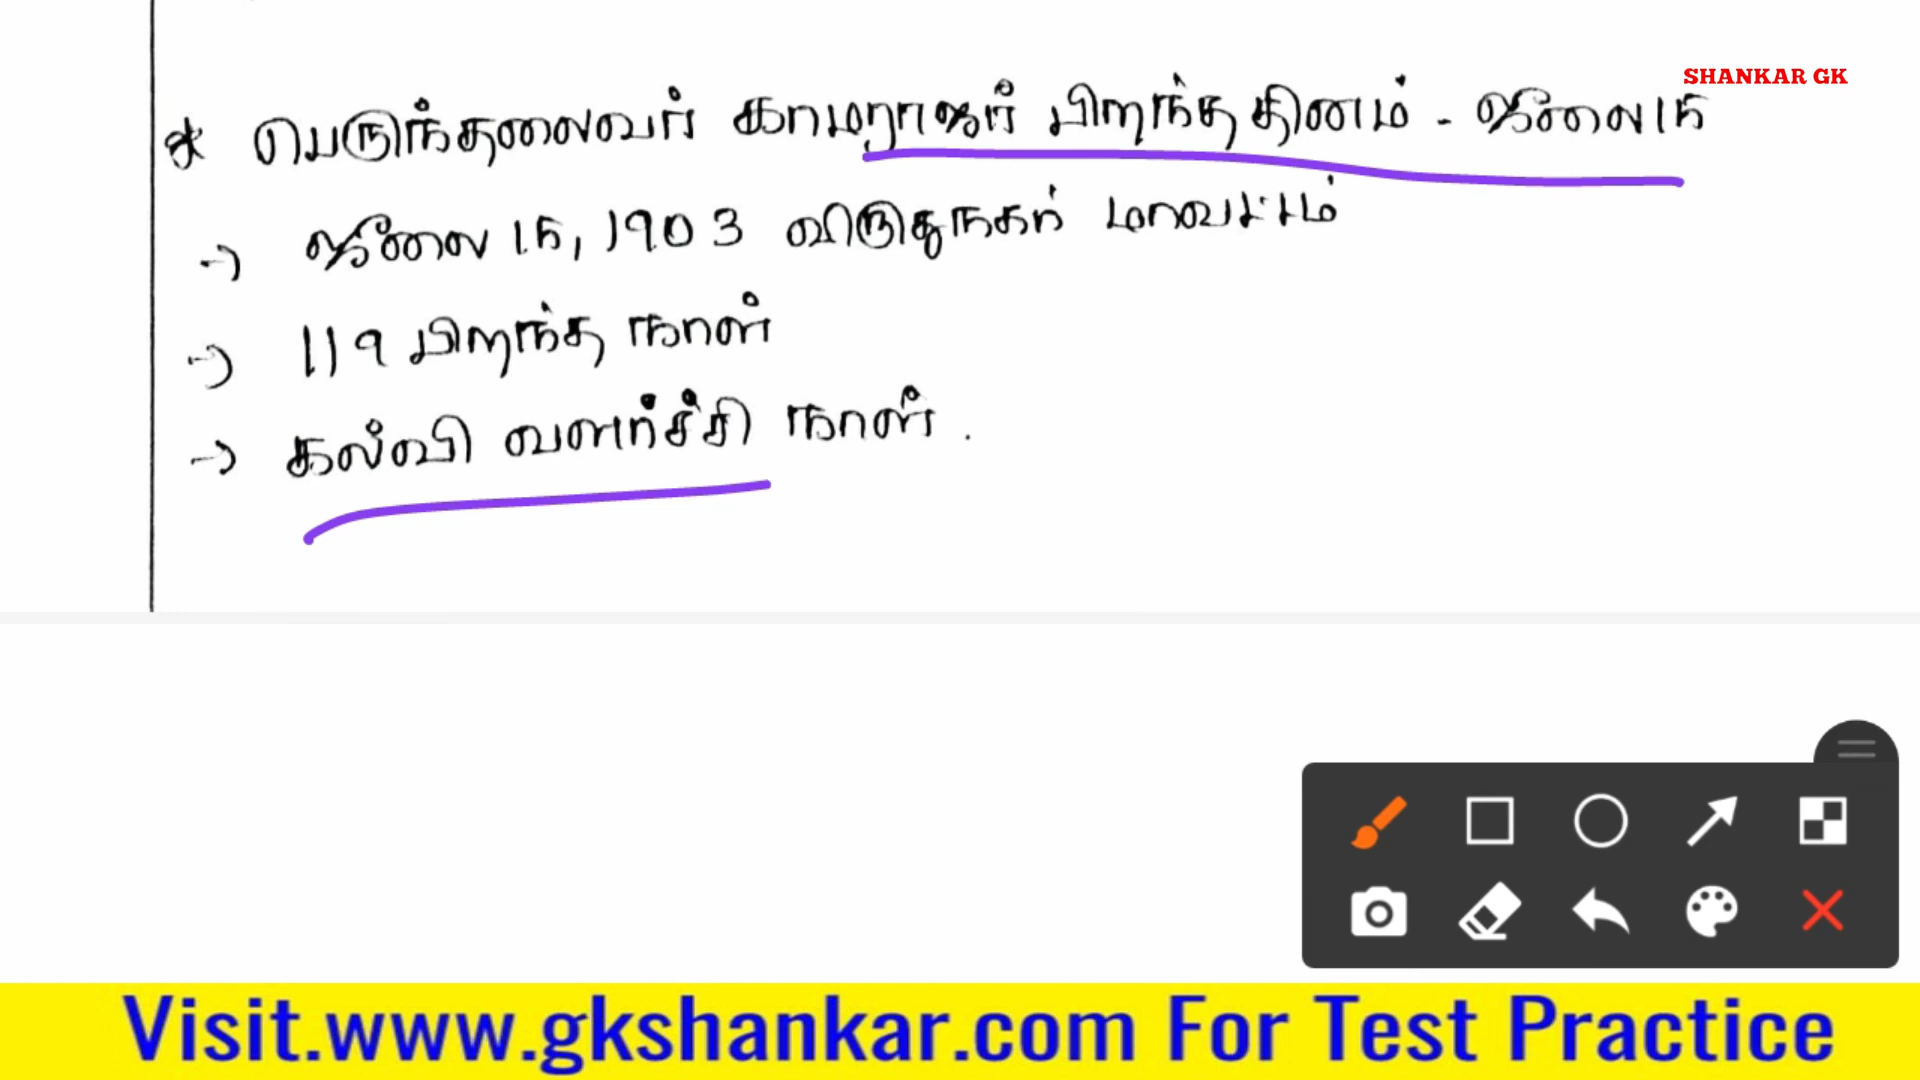 SHANKAR GK
* பெருந்தலைவர் காமராஜர் பிறந்த தினம் - ஜீலை 15
→ ஜீலை 15, 1903 விருதுநகர் மாவட்டம்
→ 119 பிறந்த நாள்
→ கல்வி வளர்ச்சி நாள்.
Visit.www.gkshankar.com For Test Practice